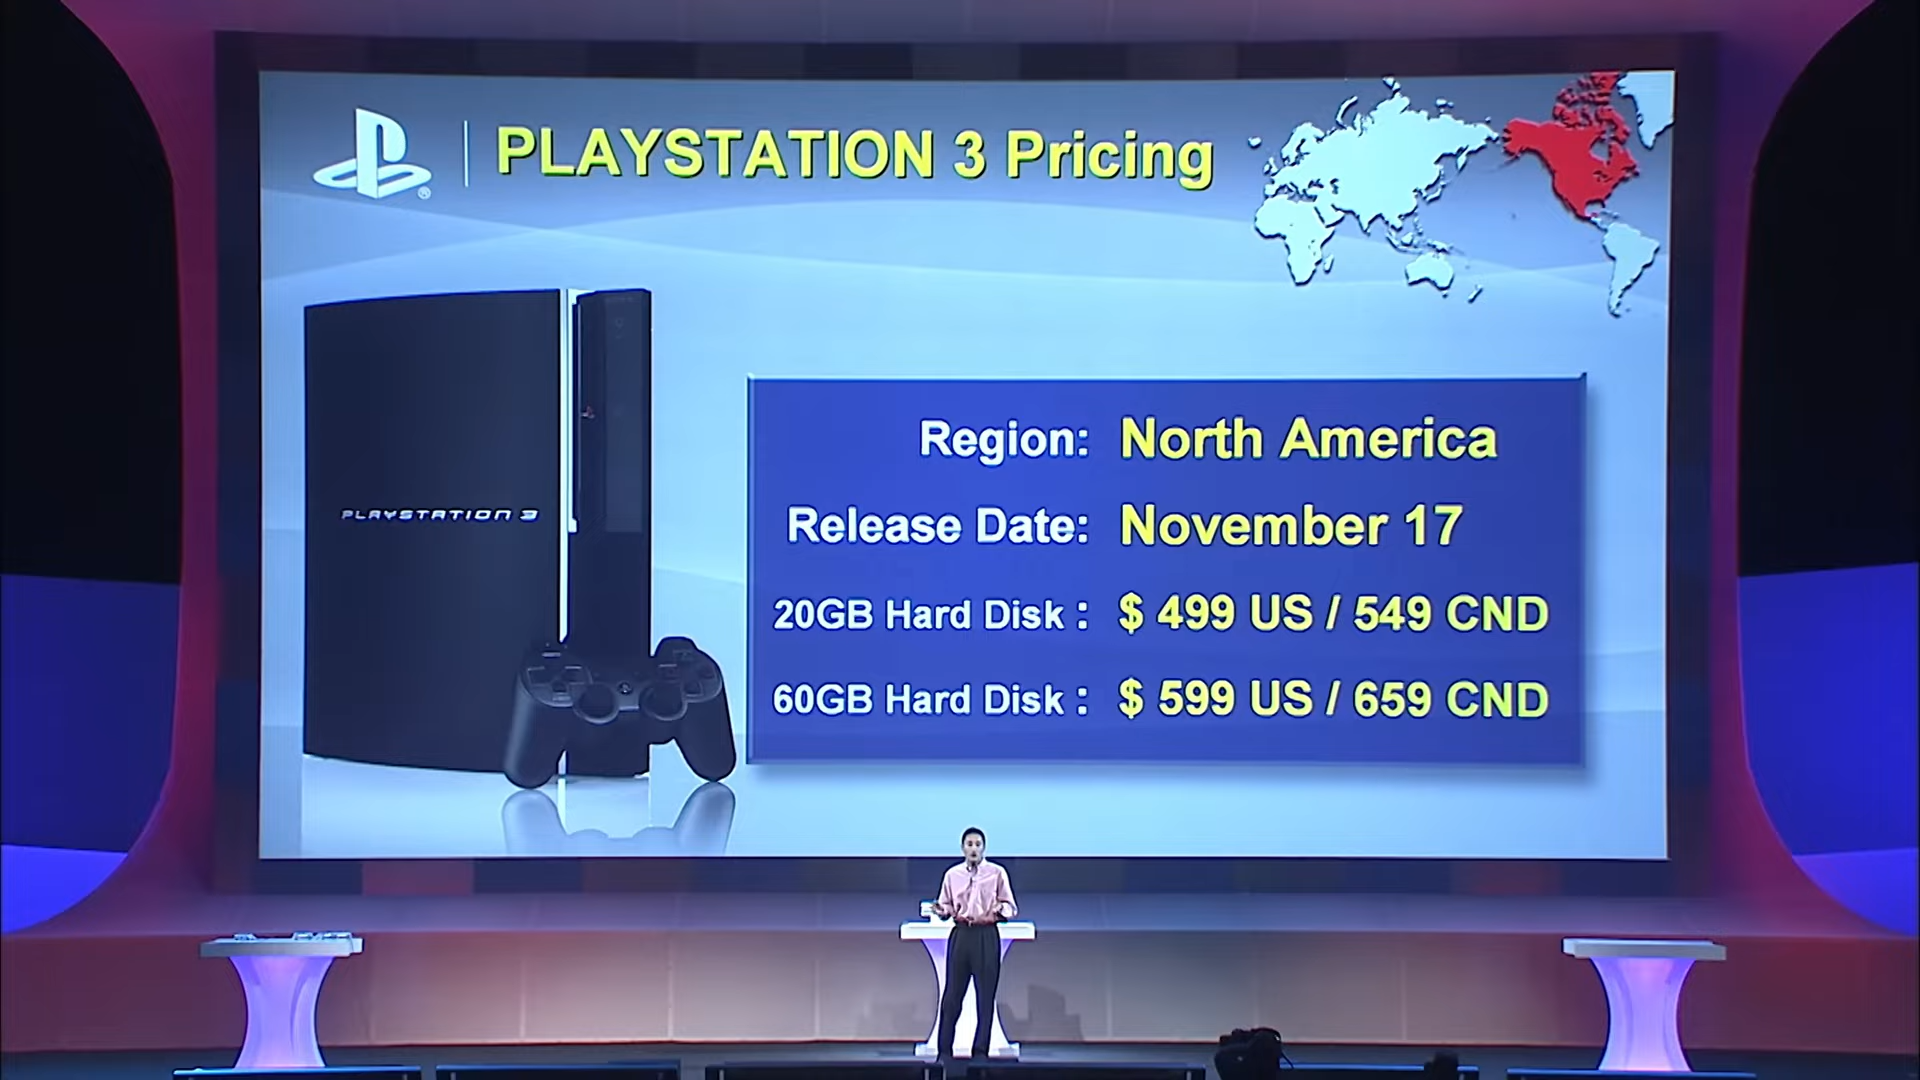 PLAYSTATION 3 Pricing
PLAYSTATION 3
Region: North America
Release Date: November 17
20GB Hard Disk : $ 499 US / 549 CND
60GB Hard Disk : $ 599 US / 659 CND